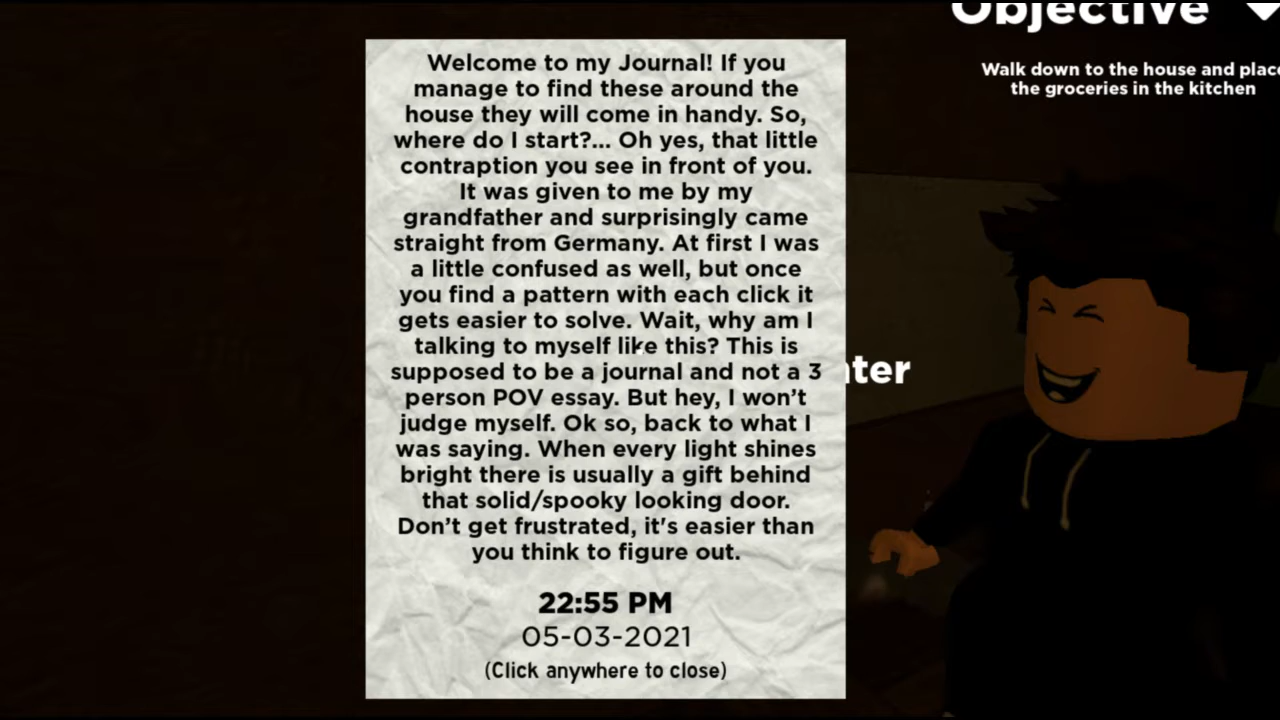 Objective
Walk down to the house and place
the groceries in the kitchen
Welcome to my Journal! If you
manage to find these around the
house they will come in handy. So,
where do I start?... Oh yes, that little
contraption you see in front of you.
It was given to me by my
grandfather and surprisingly came
straight from Germany. At first I was
a little confused as well, but once
you find a pattern with each click it
gets easier to solve. Wait, why am I
talking to myself like this? This is
supposed to be a journal and not a 3
person POV essay. But hey, I won’t
judge myself. Ok so, back to what I
was saying. When every light shines
bright there is usually a gift behind
that solid/spooky looking door.
Don’t get frustrated, it's easier than
you think to figure out.
22:55 PM
05-03-2021
(Click anywhere to close)